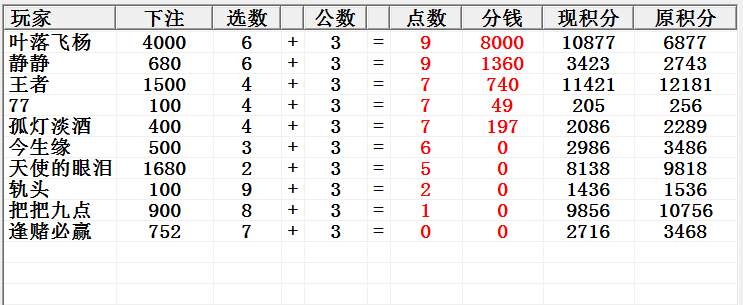 玩家 下注 选数 公数 点数 分钱 现积分 原积分
叶落飞杨 4000 6 + 3 = 9 8000 10877 6877
静静 680 6 + 3 = 9 1360 3423 2743
王者 1500 4 + 3 = 7 740 11421 12181
77 100 4 + 3 = 7 49 205 256
孤灯淡酒 400 4 + 3 = 7 197 2086 2289
今生缘 500 3 + 3 = 6 0 2986 3486
天使的眼泪 1680 2 + 3 = 5 0 8138 9818
轨头 100 9 + 3 = 2 0 1436 1536
把把九点 900 8 + 3 = 1 0 9856 10756
逢赌必赢 752 7 + 3 = 0 0 2716 3468